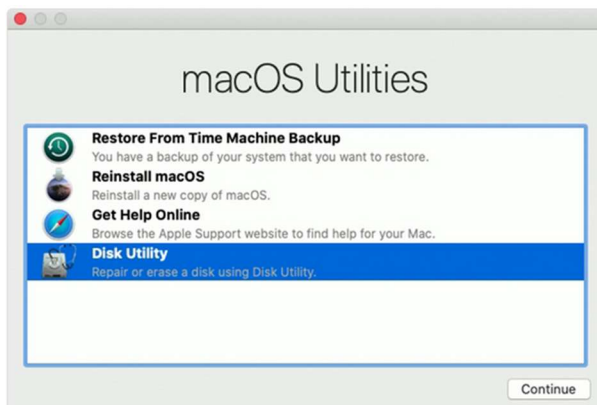 macOS Utilities
Restore From Time Machine Backup
You have a backup of your system that you want to restore.
Reinstall macOS
Reinstall a new copy of macOS.
Get Help Online
Browse the Apple Support website to find help for your Mac.
Disk Utility
Repair or erase a disk using Disk Utility.
Continue